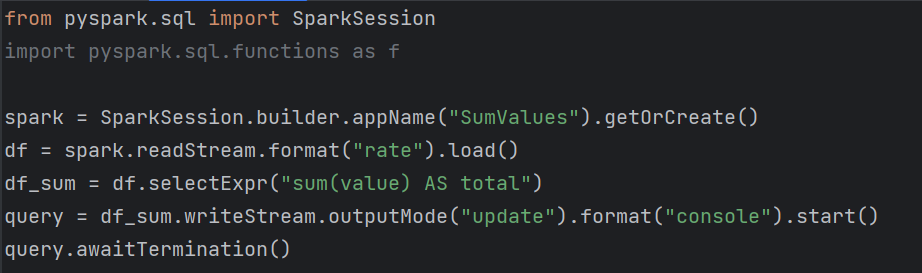 from pyspark.sql import SparkSession
import pyspark.sql.functions as f
spark = SparkSession.builder.appName("SumValues").getOrCreate()
df = spark.readStream.format("rate").load()
df_sum = df.selectExpr("sum(value) AS total")
query = df_sum.writeStream.outputMode("update").format("console").start()
query.awaitTermination()